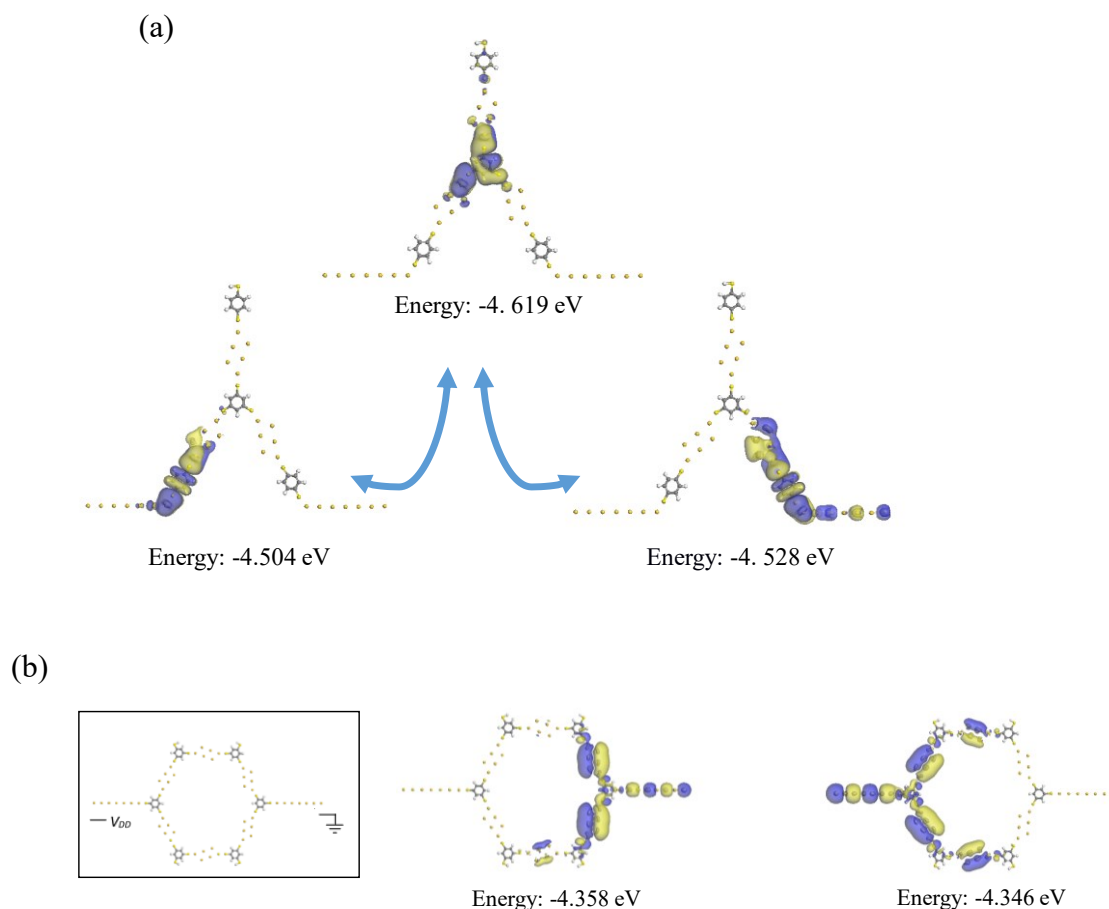 (a)
Energy: -4. 619 eV
Energy: -4.504 eV
Energy: -4. 528 eV
(b)
V_DD
Energy: -4.358 eV
Energy: -4.346 eV